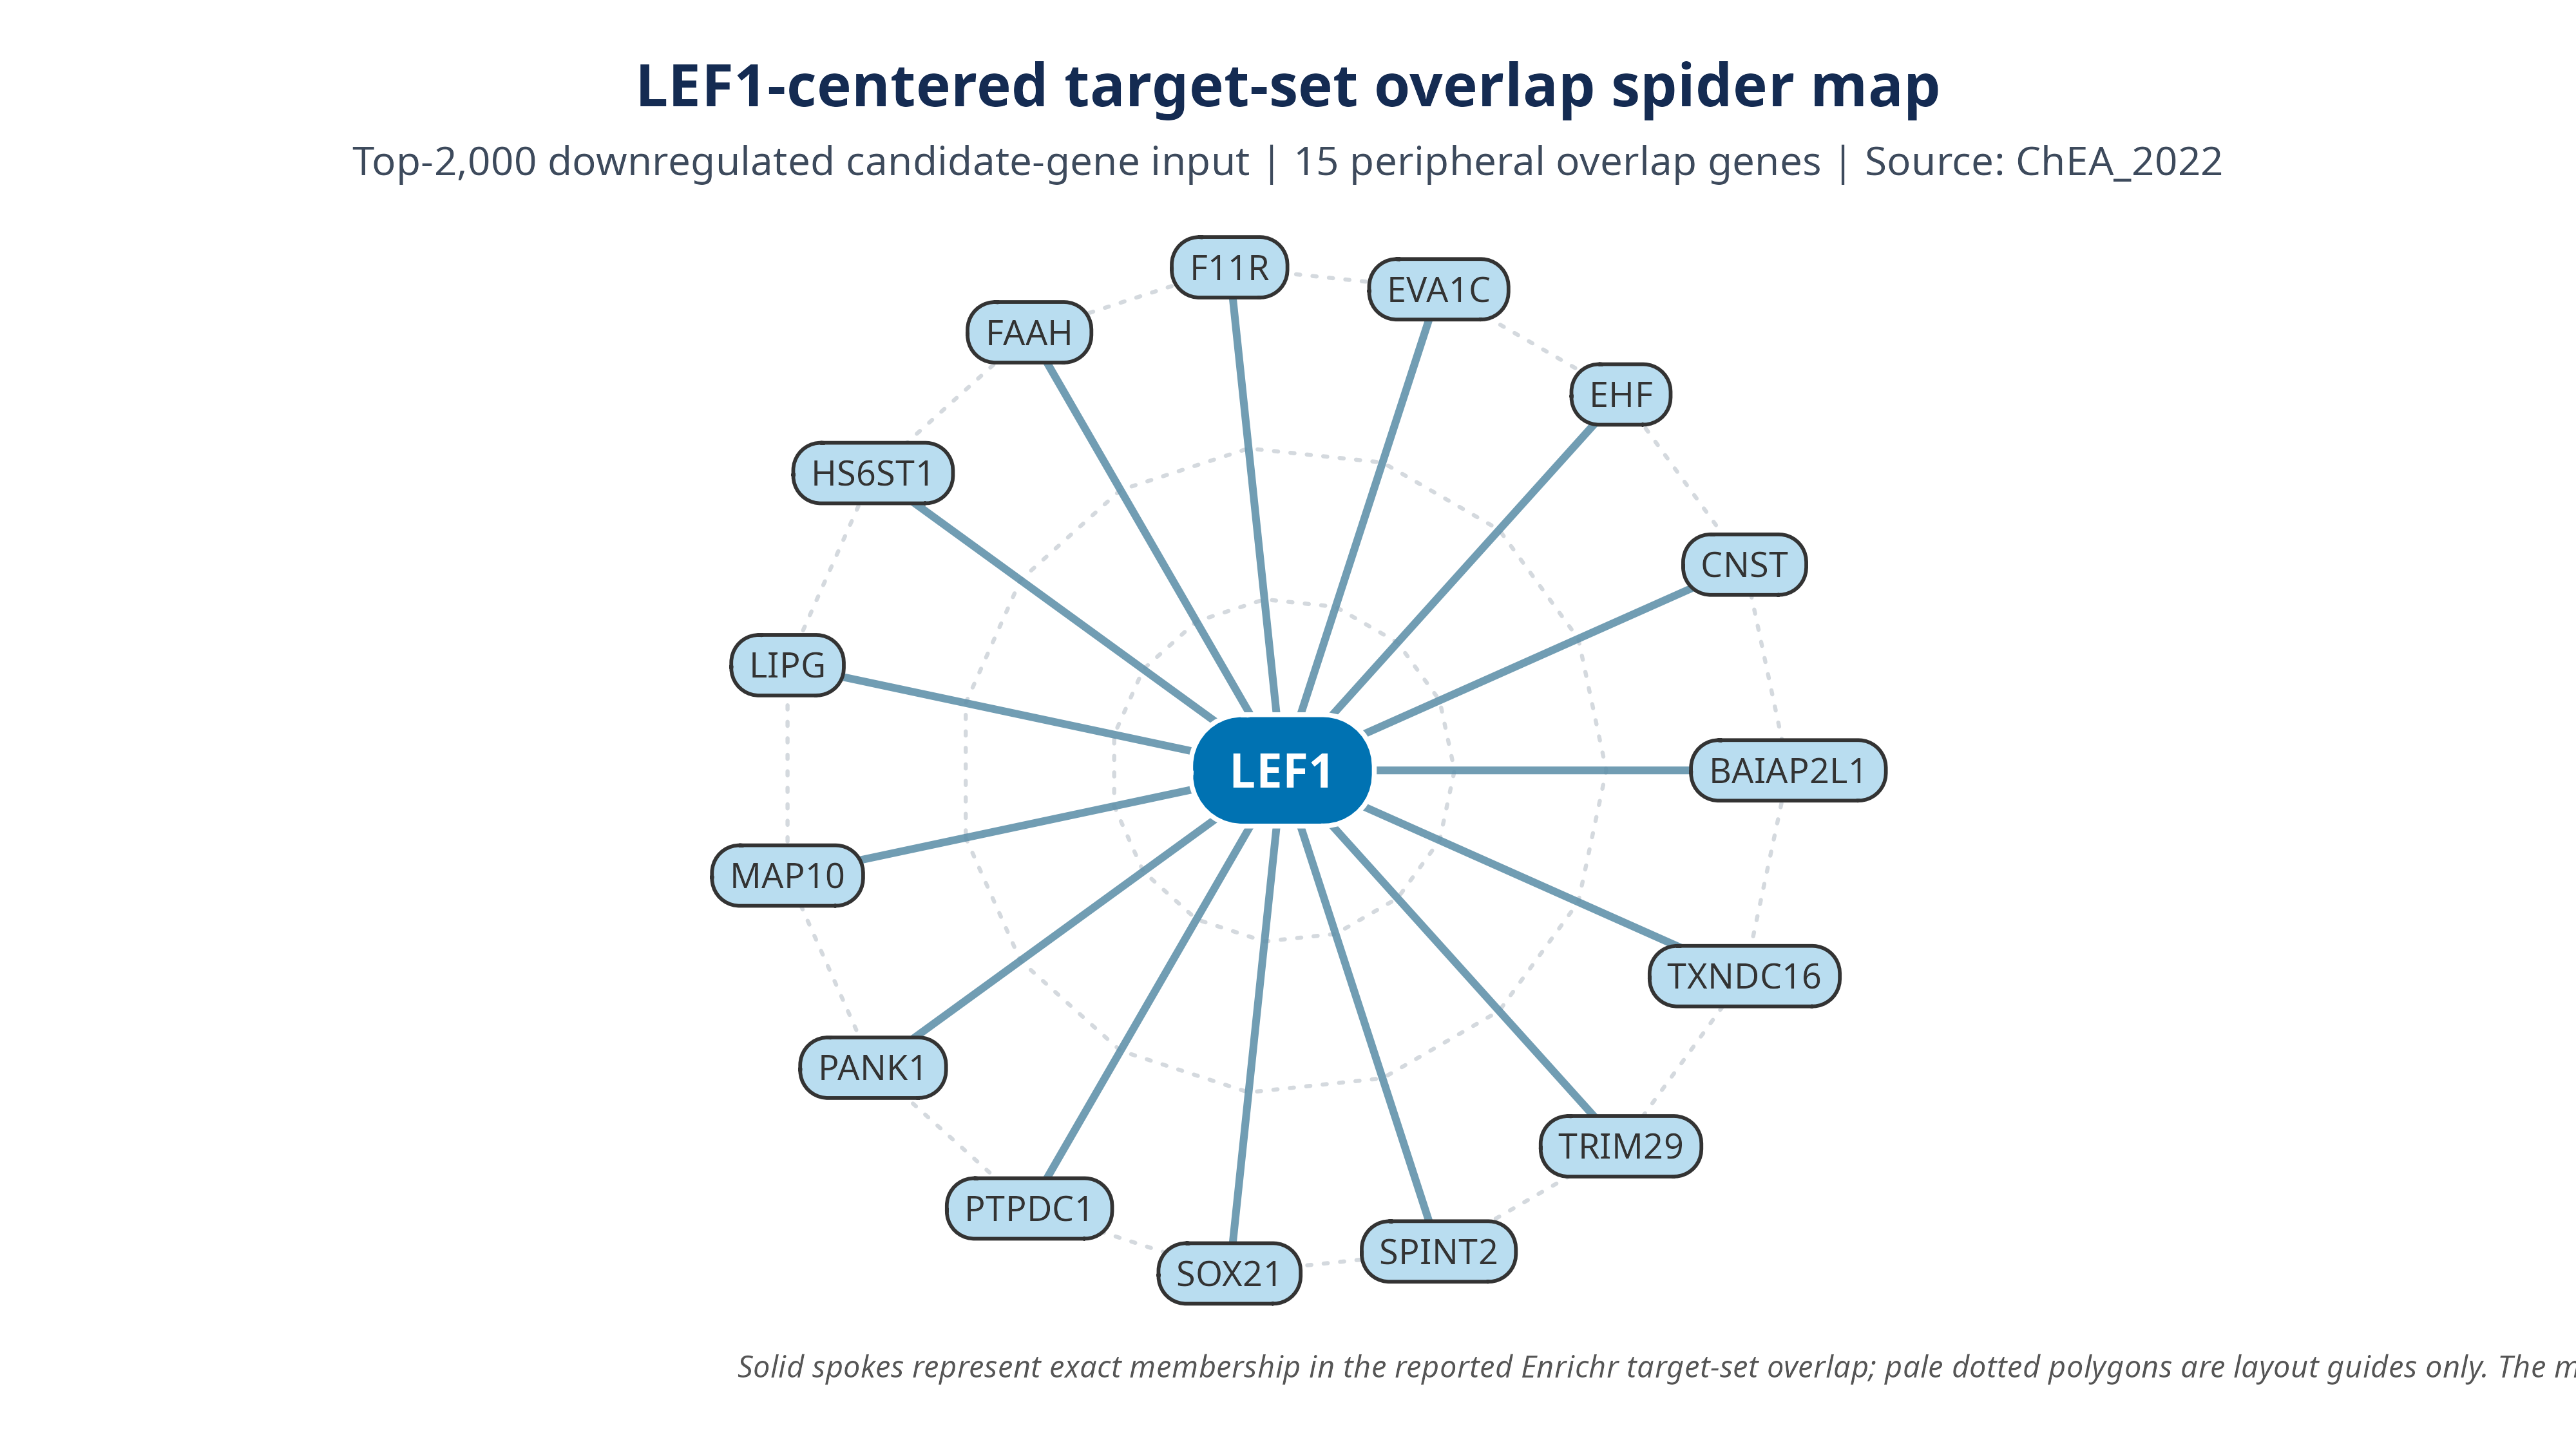 LEF1-centered target-set overlap spider map
Top-2,000 downregulated candidate-gene input | 15 peripheral overlap genes | Source: ChEA_2022
F11R
EVA1C
FAAH
EHF
HS6ST1
CNST
LIPG
LEF1
BAIAP2L1
MAP10
TXNDC16
PANK1
TRIM29
PTPDC1
SPINT2
SOX21
Solid spokes represent exact membership in the reported Enrichr target-set overlap; pale dotted polygons are layout guides only. The